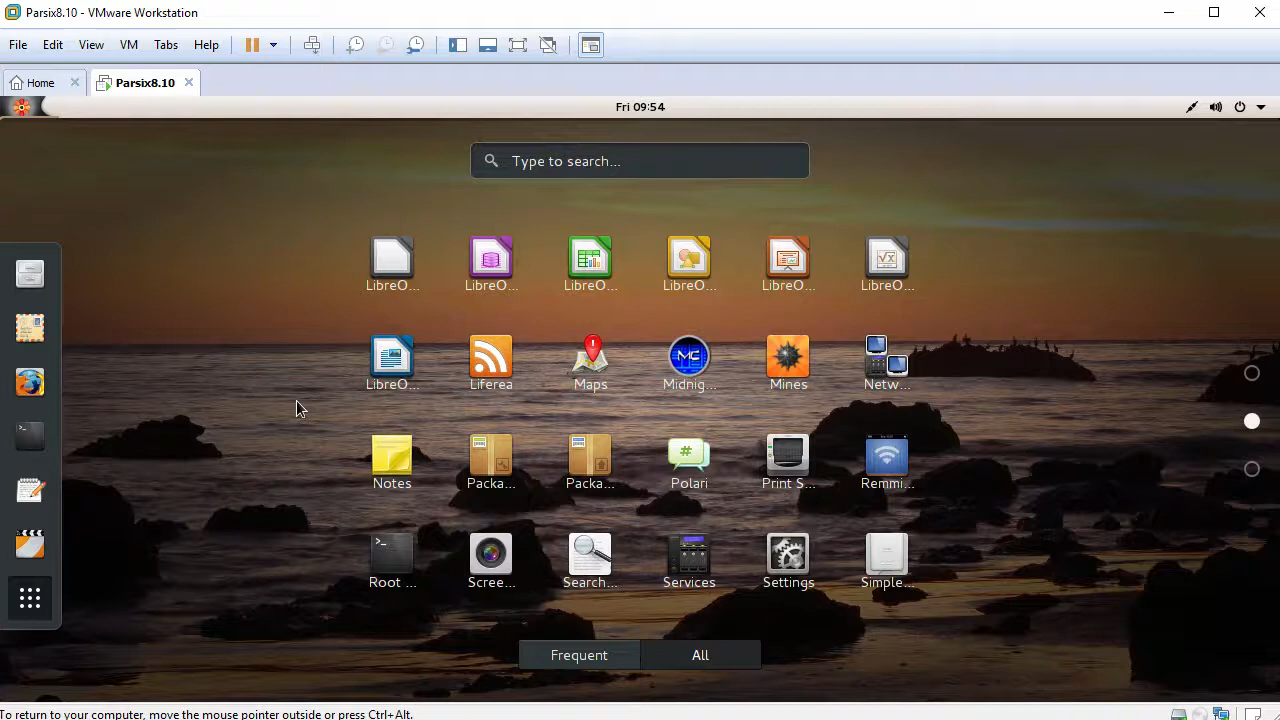 Parsix8.10 - VMware Workstation
File Edit View VM Tabs Help
Home Parsix8.10
Fri 09:54
Type to search...
LibreO... LibreO... LibreO... LibreO... LibreO... LibreO...
LibreO... Liferea Maps Midnig... Mines Netw...
Notes Packa... Packa... Polari Print S... Remmi...
Root ... Scree... Search... Services Settings Simple...
Frequent All
To return to your computer, move the mouse pointer outside or press Ctrl+Alt.